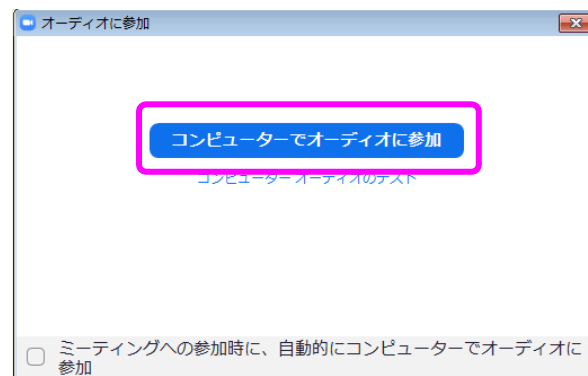 オーディオに参加
コンピューターでオーディオに参加
コンピューター オーディオのテスト
ミーティングへの参加時に、自動的にコンピューターでオーディオに
参加